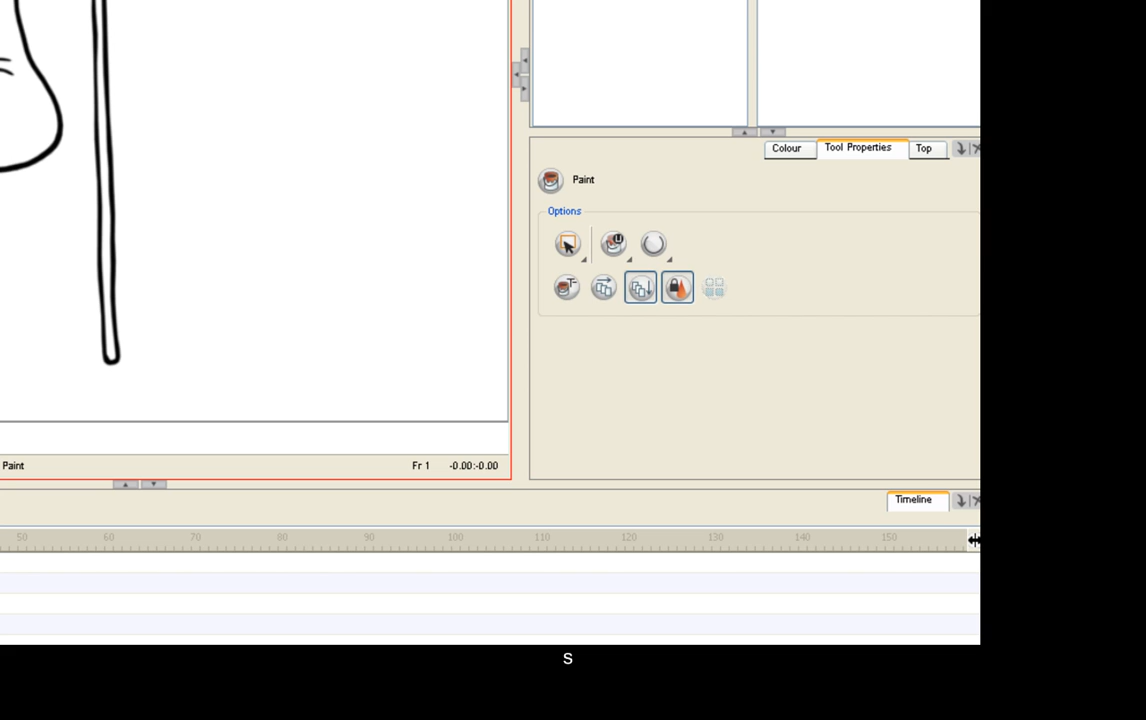 Colour Tool Properties Top
Paint
Options
Paint Fr 1 -0.00:-0.00
Timeline
50 60 70 80 90 100 110 120 130 140 150
S